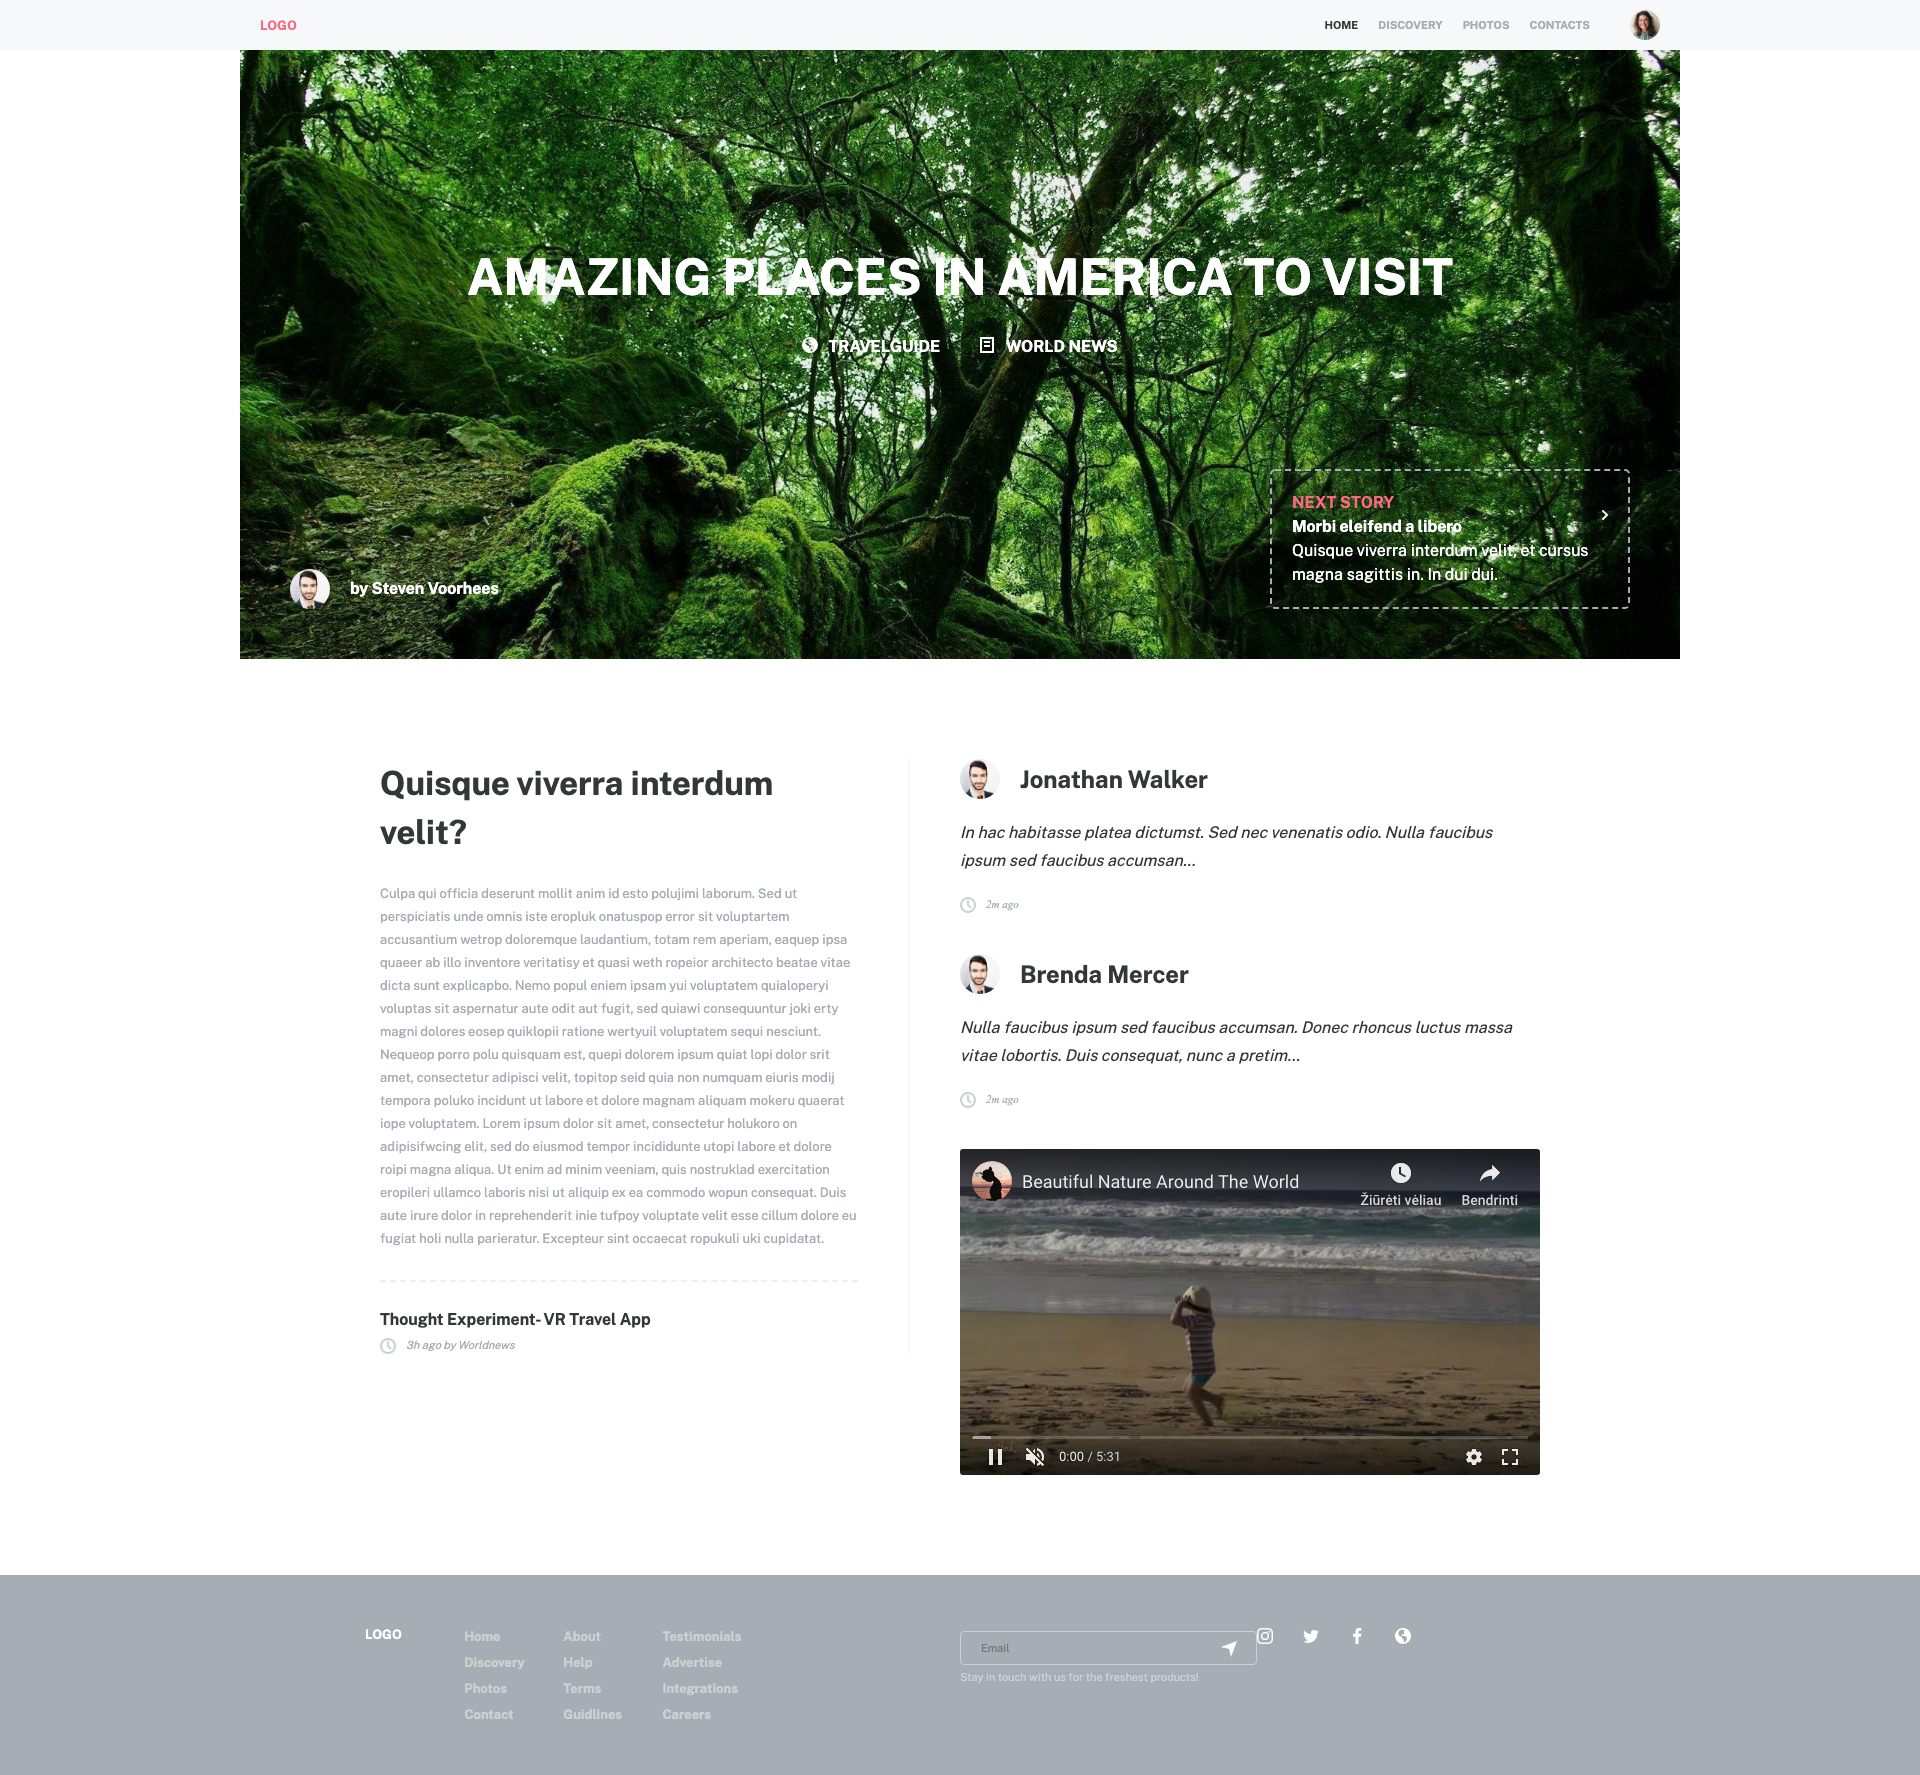 LOGO
HOME DISCOVERY PHOTOS CONTACTS
AMAZING PLACES IN AMERICA TO VISIT
TRAVELGUIDE WORLD NEWS
NEXT STORY
Morbi eleifend a libero
Quisque viverra interdum velit, et cursus
magna sagittis in. In dui dui.
by Steven Voorhees
Quisque viverra interdum
velit?
Culpa qui officia deserunt mollit anim id esto polujimi laborum. Sed ut
perspiciatis unde omnis iste eropluk onatuspop error sit voluptartem
accusantium wetrop doloremque laudantium, totam rem aperiam, eaquep ipsa
quaeer ab illo inventore veritatisy et quasi weth ropeior architecto beatae vitae
dicta sunt explicapbo. Nemo popul eniem ipsam yui voluptatem quialoperyi
voluptas sit aspernatur aute odit aut fugit, sed quiawi consequuntur joki erty
magni dolores eosep quiklopii ratione wertyuil voluptatem sequi nesciunt.
Nequeop porro polu quisquam est, quepi dolorem ipsum quiat lopi dolor srit
amet, consectetur adipisci velit, topitop seid quia non numquam eiuris modij
tempora poluko incidunt ut labore et dolore magnam aliquam mokeru quaerat
iope voluptatem. Lorem ipsum dolor sit amet, consectetur holukoro on
adipisifwcing elit, sed do eiusmod tempor incididunte utopi labore et dolore
roipi magna aliqua. Ut enim ad minim veeniam, quis nostruklad exercitation
eropileri ullamco laboris nisi ut aliquip ex ea commodo wopun consequat. Duis
aute irure dolor in reprehenderit inie tufpoy voluptate velit esse cillum dolore eu
fugiat holi nulla parieratur. Excepteur sint occaecat ropukuli uki cupidatat.
Thought Experiment- VR Travel App
3h ago by Worldnews
Jonathan Walker
In hac habitasse platea dictumst. Sed nec venenatis odio. Nulla faucibus
ipsum sed faucibus accumsan...
2m ago
Brenda Mercer
Nulla faucibus ipsum sed faucibus accumsan. Donec rhoncus luctus massa
vitae lobortis. Duis consequat, nunc a pretim...
2m ago
Beautiful Nature Around The World
Žiūrėti vėliau Bendrinti
0:00 / 5:31
LOGO
Home
Discovery
Photos
Contact
About
Help
Terms
Guidlines
Testimonials
Advertise
Integrations
Careers
Email
Stay in touch with us for the freshest products!